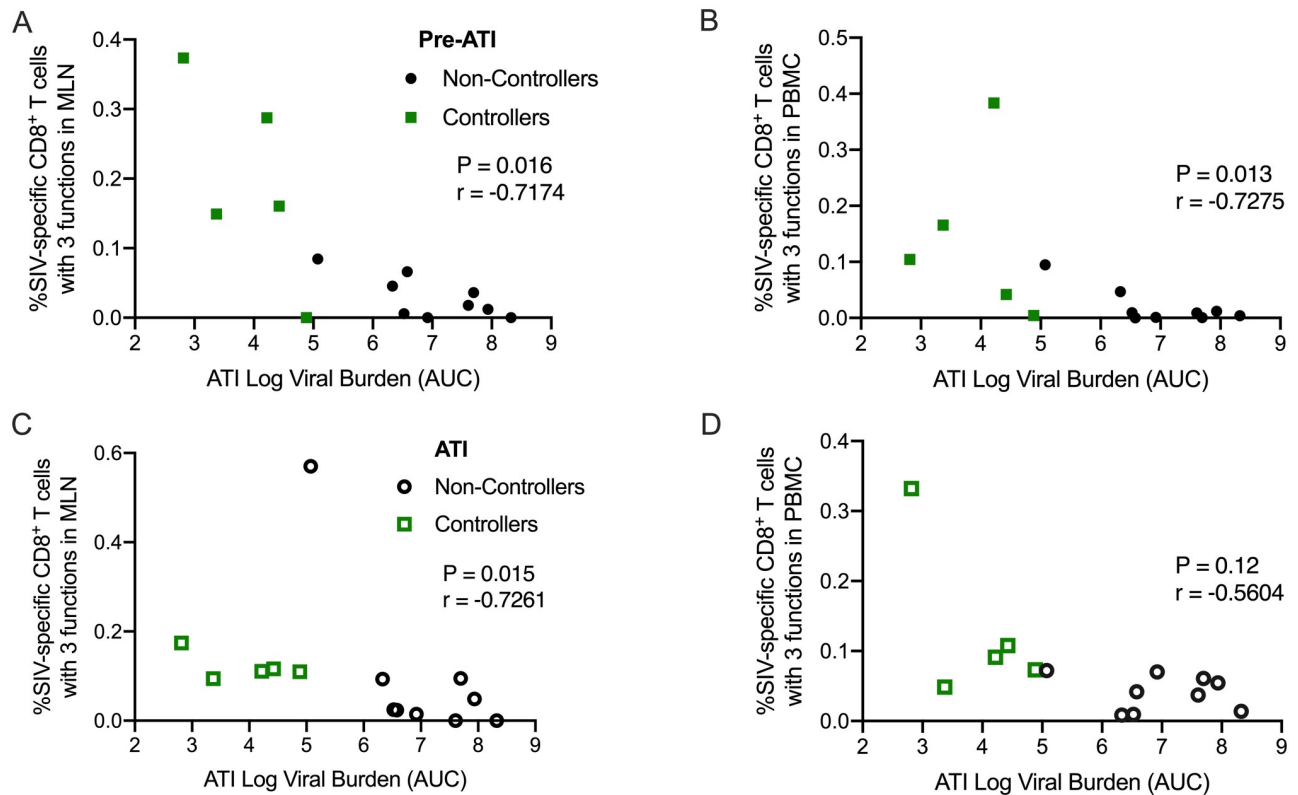 A
%SIV-specific CD8⁺ T cells
with 3 functions in MLN
0.4
0.3
0.2
0.1
0.0
2 3 4 5 6 7 8 9
ATI Log Viral Burden (AUC)
Pre-ATI
Non-Controllers
Controllers
P = 0.016
r = -0.7174
B
%SIV-specific CD8⁺ T cells
with 3 functions in PBMC
0.5
0.4
0.3
0.2
0.1
0.0
2 3 4 5 6 7 8 9
ATI Log Viral Burden (AUC)
P = 0.013
r = -0.7275
C
%SIV-specific CD8⁺ T cells
with 3 functions in MLN
0.6
0.4
0.2
0.0
2 3 4 5 6 7 8 9
ATI Log Viral Burden (AUC)
ATI
Non-Controllers
Controllers
P = 0.015
r = -0.7261
D
%SIV-specific CD8⁺ T cells
with 3 functions in PBMC
0.4
0.3
0.2
0.1
0.0
2 3 4 5 6 7 8 9
ATI Log Viral Burden (AUC)
P = 0.12
r = -0.5604